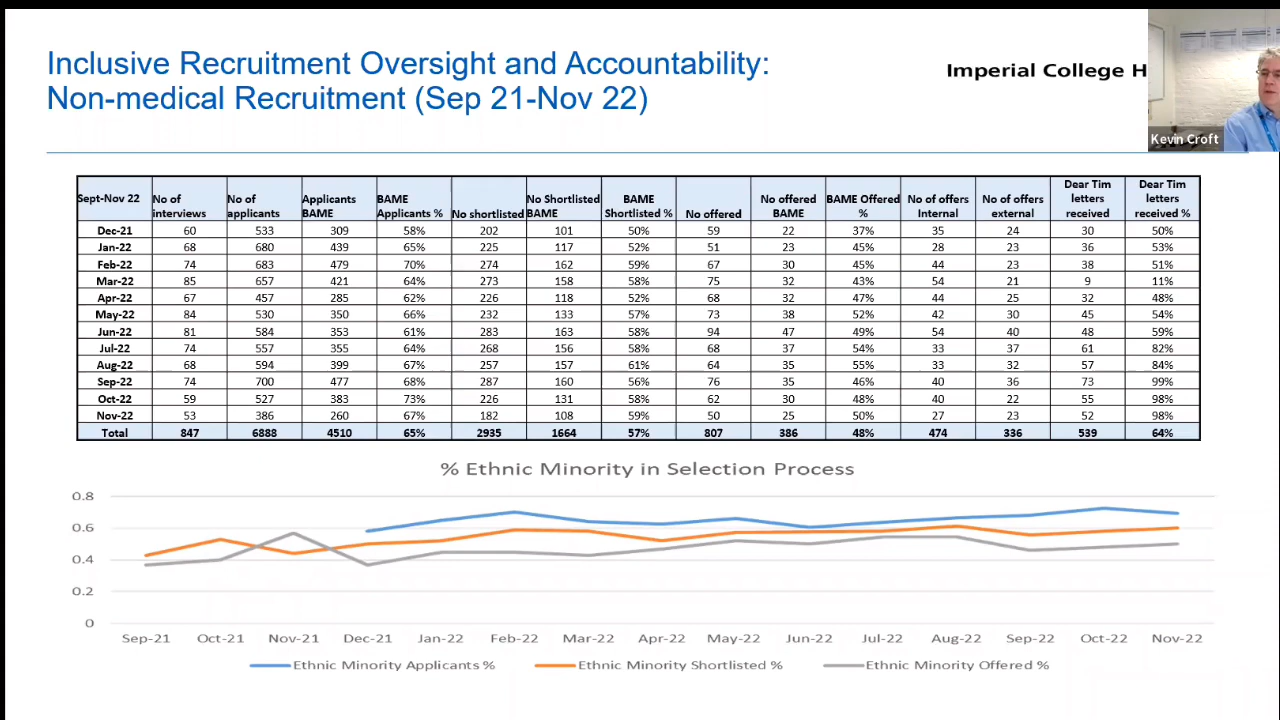 Inclusive Recruitment Oversight and Accountability:
Non-medical Recruitment (Sep 21-Nov 22)
Imperial College H
Kevin Croft
Sept-Nov 22 No of interviews No of applicants Applicants BAME BAME Applicants % No shortlisted No Shortlisted BAME BAME Shortlisted % No offered No offered BAME BAME Offered % No of offers Internal No of offers external Dear Tim letters received Dear Tim letters received %
Dec-21 60 533 309 58% 202 101 50% 59 22 37% 35 24 30 50%
Jan-22 68 680 439 65% 225 117 52% 51 23 45% 28 23 36 53%
Feb-22 74 683 479 70% 274 162 59% 67 30 45% 44 23 38 51%
Mar-22 85 657 421 64% 273 158 58% 75 32 43% 54 21 9 11%
Apr-22 67 457 285 62% 226 118 52% 68 32 47% 44 25 32 48%
May-22 84 530 350 66% 232 133 57% 73 38 52% 42 30 45 54%
Jun-22 81 584 353 61% 283 163 58% 94 47 49% 54 40 48 59%
Jul-22 74 557 355 64% 268 156 58% 68 37 54% 33 37 61 82%
Aug-22 68 594 399 67% 257 157 61% 64 35 55% 33 32 57 84%
Sep-22 74 700 477 68% 287 160 56% 76 35 46% 40 36 73 99%
Oct-22 59 527 383 73% 226 131 58% 62 30 48% 40 22 55 98%
Nov-22 53 386 260 67% 182 108 59% 50 25 50% 27 23 52 98%
Total 847 6888 4510 65% 2935 1664 57% 807 386 48% 474 336 539 64%
% Ethnic Minority in Selection Process
0.8
0.6
0.4
0.2
0
Sep-21 Oct-21 Nov-21 Dec-21 Jan-22 Feb-22 Mar-22 Apr-22 May-22 Jun-22 Jul-22 Aug-22 Sep-22 Oct-22 Nov-22
Ethnic Minority Applicants % Ethnic Minority Shortlisted % Ethnic Minority Offered %